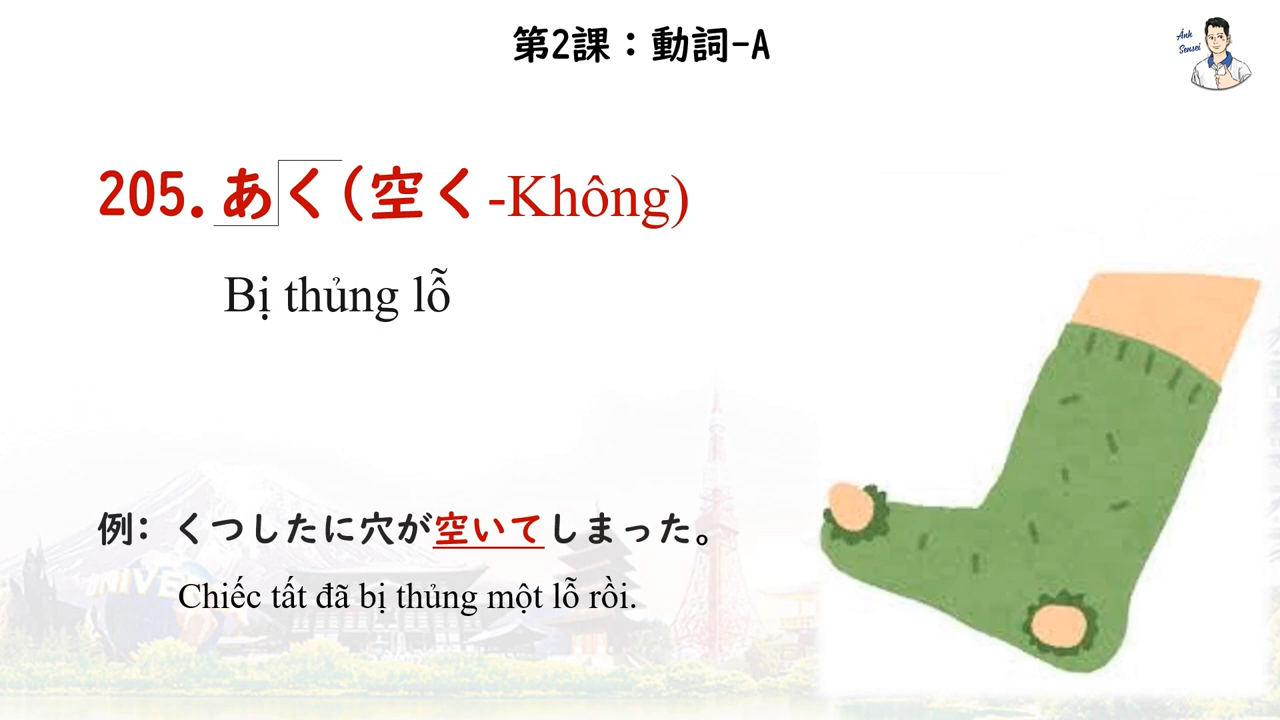 第2課：動詞-A
Ánh
Sensei
205. あく(空く-Không)
Bị thủng lỗ
例：くつしたに穴が空いてしまった。
Chiếc tất đã bị thủng một lỗ rồi.